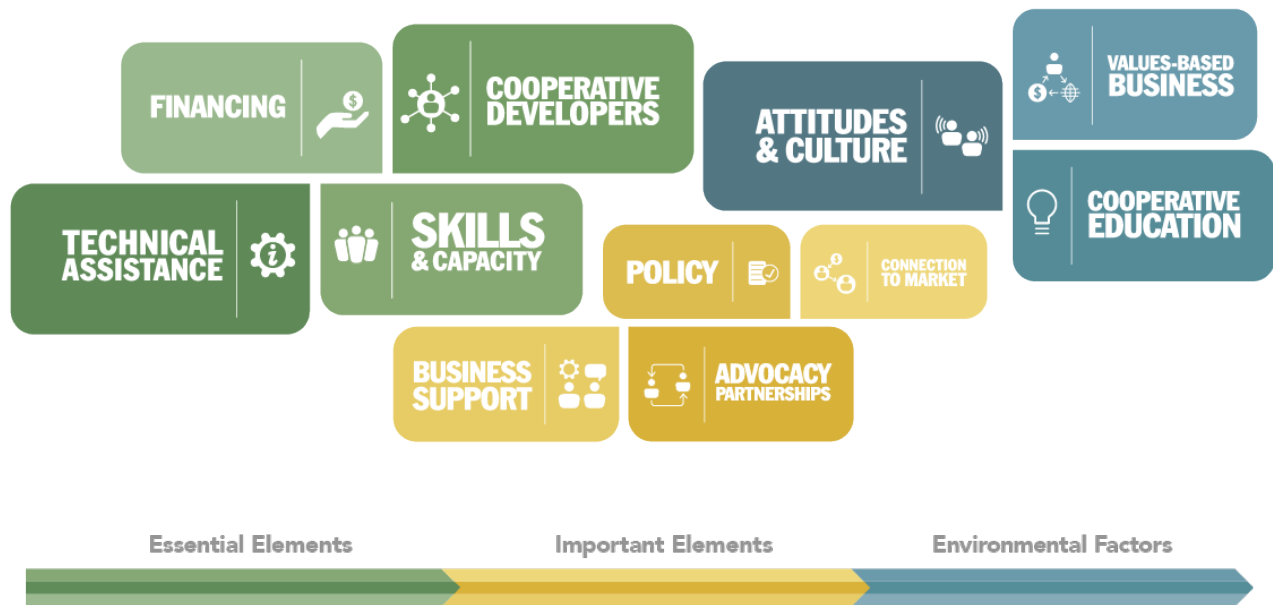 FINANCING
COOPERATIVE
DEVELOPERS
TECHNICAL
ASSISTANCE
SKILLS
& CAPACITY
POLICY
CONNECTION
TO MARKET
BUSINESS
SUPPORT
ADVOCACY
PARTNERSHIPS
ATTITUDES
& CULTURE
VALUES-BASED
BUSINESS
COOPERATIVE
EDUCATION
Essential Elements
Important Elements
Environmental Factors